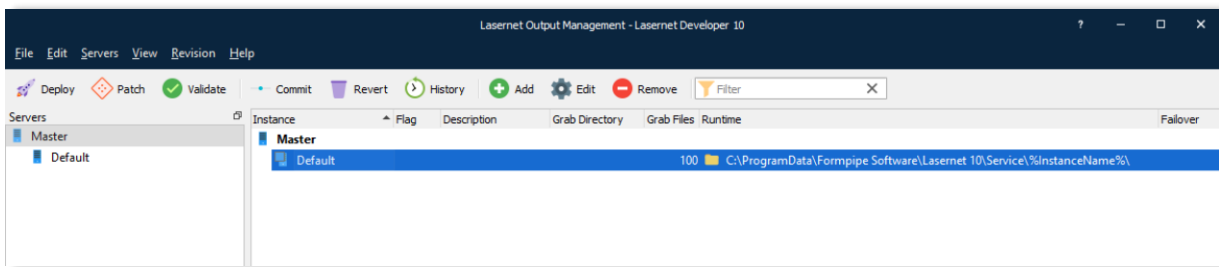 Lasernet Output Management - Lasernet Developer 10
File Edit Servers View Revision Help
Deploy Patch Validate Commit Revert History Add Edit Remove Filter
Servers Instance Flag Description Grab Directory Grab Files Runtime Failover
Master Master
Default Default 100 C:\ProgramData\Formpipe Software\Lasernet 10\Service\%InstanceName%\